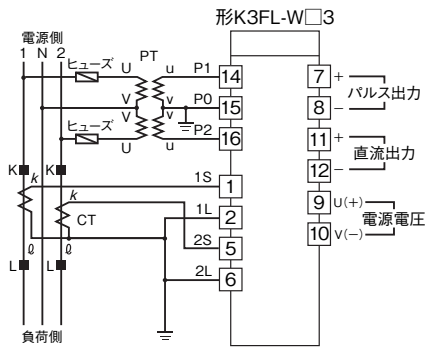 形K3FL-W□3
電源側
1 N 2
ヒューズ
PT
U
u
P1
14
V
v
P0
15
V
v
ヒューズ
U
u
P2
16
7
+
パルス出力
8
−
11
+
直流出力
12
−
9
U(+)
電源電圧
10
V(−)
K
K
k
1S
1
k
1L
2
CT
2S
5
L
L
ℓ
ℓ
2L
6
負荷側